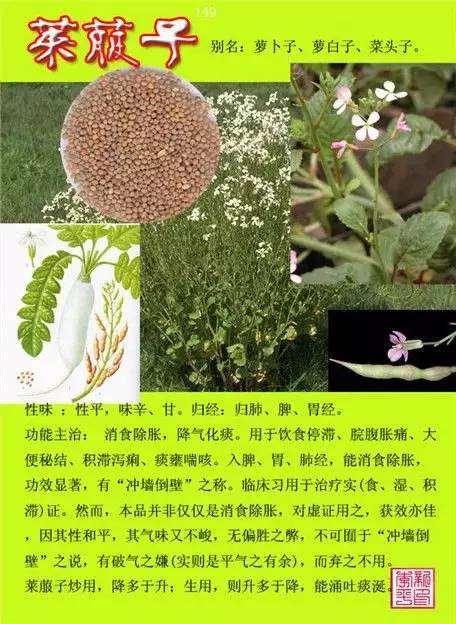 149
莱菔子
别名：萝卜子、萝白子、菜头子。
性味 ：性平，味辛、甘。归经：归肺、脾、胃经。
功能主治： 消食除胀，降气化痰。用于饮食停滞、脘腹胀痛、大
便秘结、积滞泻痢、痰壅喘咳。入脾、胃、肺经，能消食除胀，
功效显著，有“冲墙倒壁”之称。临床习用于治疗实(食、湿、积
滞)证。然而，本品并非仅仅是消食除胀，对虚证用之，获效亦佳
，因其性和平，其气味又不峻，无偏胜之弊，不可囿于“冲墙倒
壁”之说，有破气之嫌(实则是平气之有余)，而弃之不用。
莱菔子炒用，降多于升；生用，则升多于降，能涌吐痰涎。